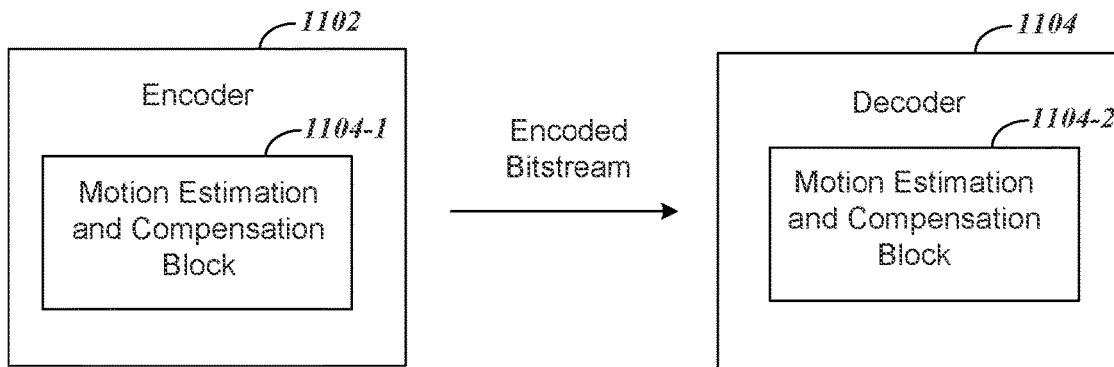 1102
Encoder
1104-1
Motion Estimation
and Compensation
Block
Encoded
Bitstream
1104
Decoder
1104-2
Motion Estimation
and Compensation
Block